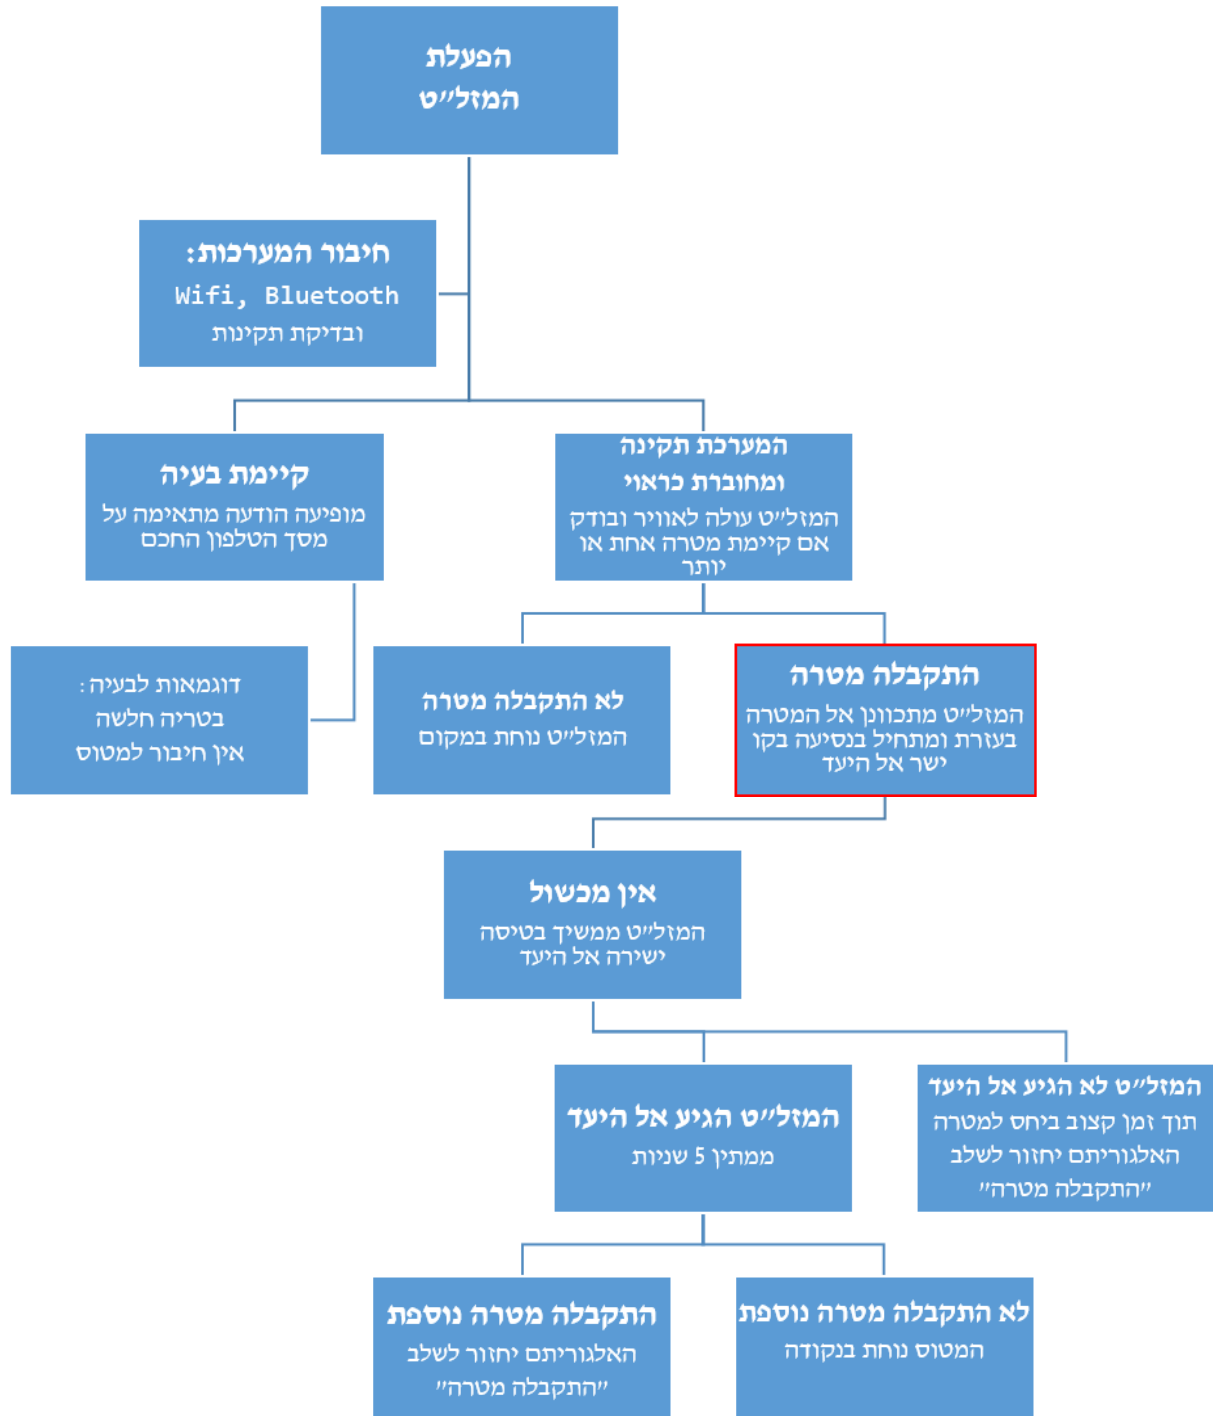 הפעלת
המזל״ט
חיבור המערכות:
Wifi, Bluetooth
ובדיקת תקינות
המערכת תקינה
ומחוברת כראוי
המזל״ט עולה לאוויר ובודק
אם קיימת מטרה אחת או
יותר
קיימת בעיה
מופיעה הודעה מתאימה על
מסך הטלפון החכם
התקבלה מטרה
המזל״ט מתכוונן אל המטרה
בעזרת ומתחיל בנסיעה בקו
ישר אל היעד
לא התקבלה מטרה
המזל״ט נוחת במקום
דוגמאות לבעיה:
בטריה חלשה
אין חיבור למטוס
אין מכשול
המזל״ט ממשיך בטיסה
ישירה אל היעד
המזל״ט לא הגיע אל היעד
תוך זמן קצוב ביחס למטרה
האלגוריתם יחזור לשלב
״התקבלה מטרה״
המזל״ט הגיע אל היעד
ממתין 5 שניות
לא התקבלה מטרה נוספת
המטוס נוחת בנקודה
התקבלה מטרה נוספת
האלגוריתם יחזור לשלב
״התקבלה מטרה״